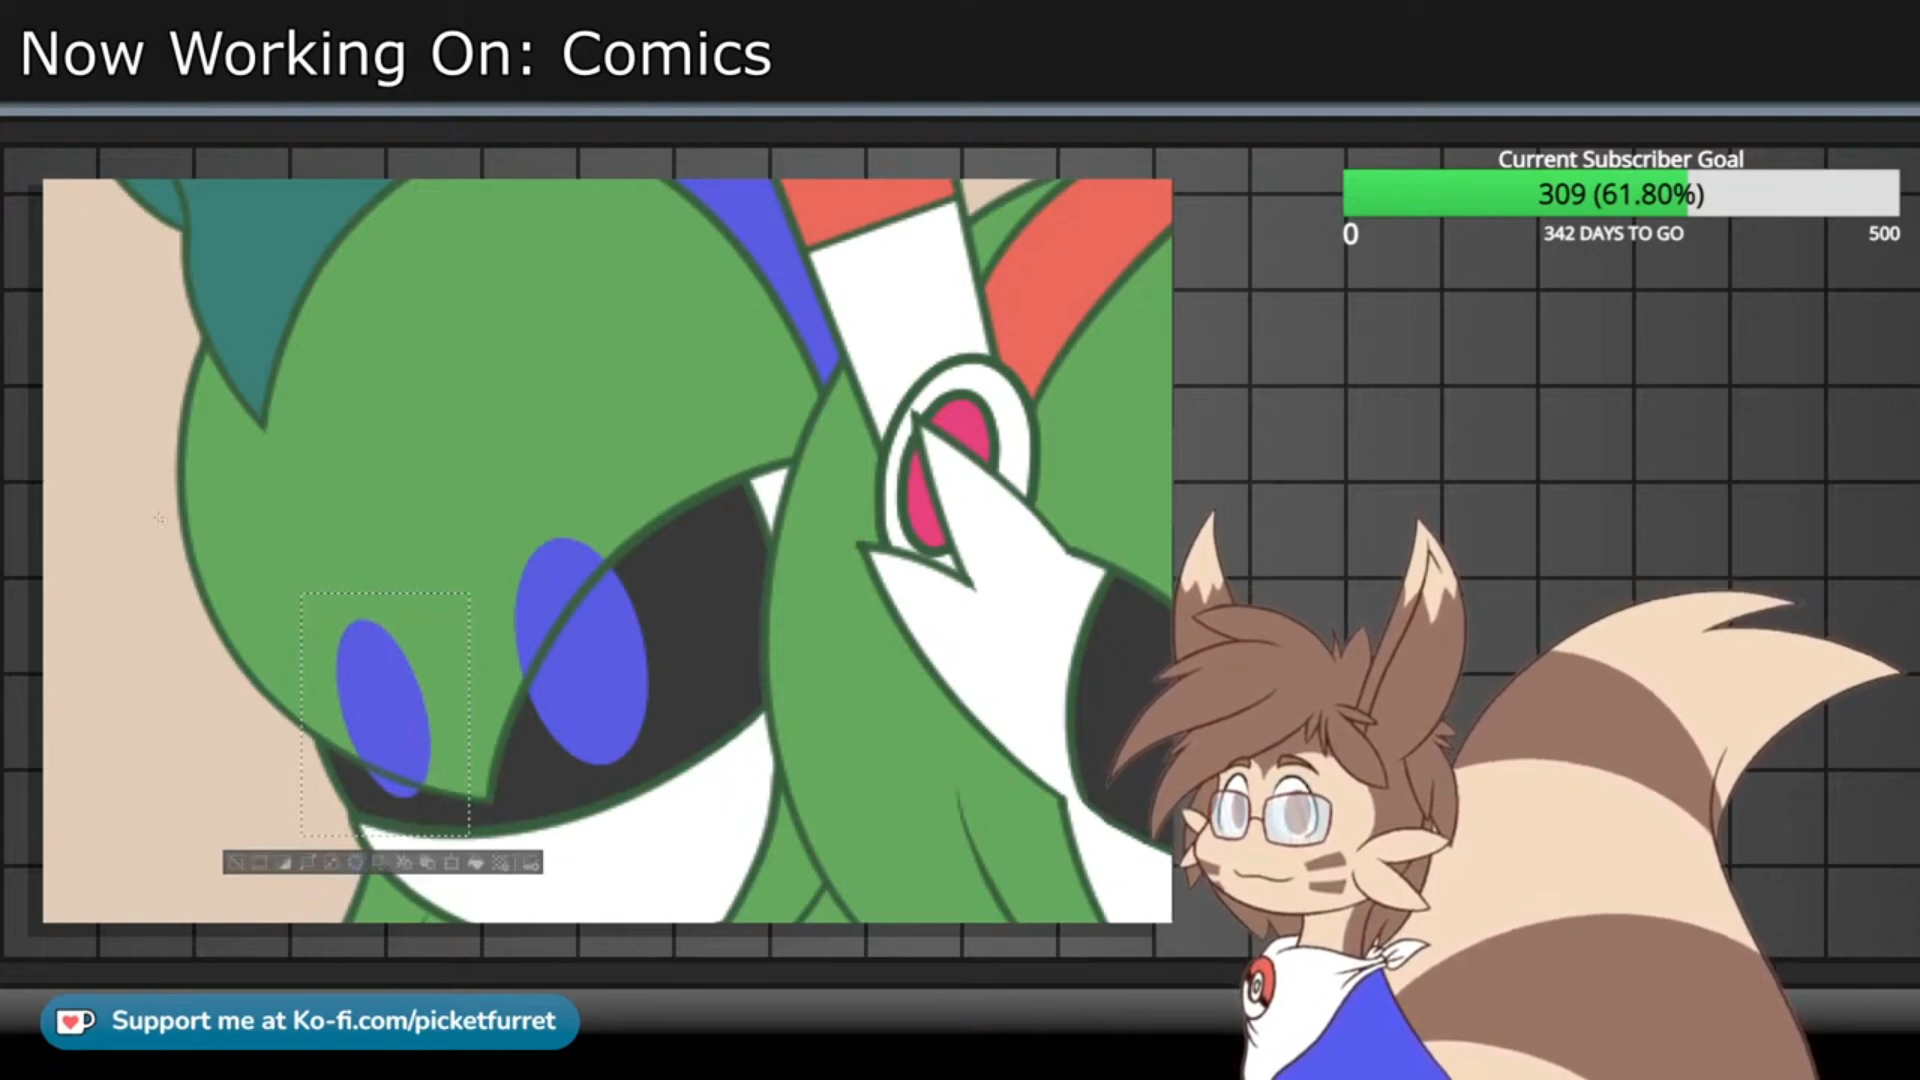 Now Working On: Comics
Current Subscriber Goal
309 (61.80%)
0
342 DAYS TO GO
500
Support me at Ko-fi.com/picketfurret